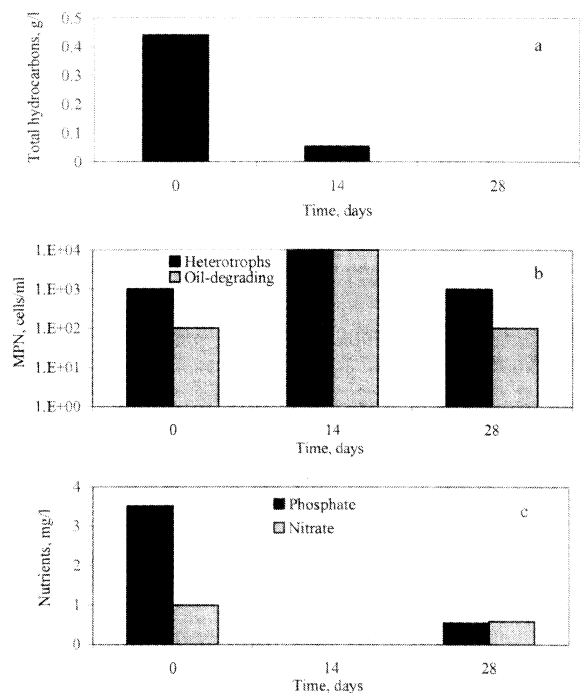 Total hydrocarbons, g/l
0.5
0.4
0.3
0.2
0.1
0
a
0
14
28
Time, days
MPN, cells/ml
1.E+04
1.E+03
1.E+02
1.E+01
1.E+00
Heterotrophs
Oil-degrading
b
0
14
28
Time, days
Nutrients, mg/l
4
3
2
1
0
Phosphate
Nitrate
c
0
14
28
Time, days